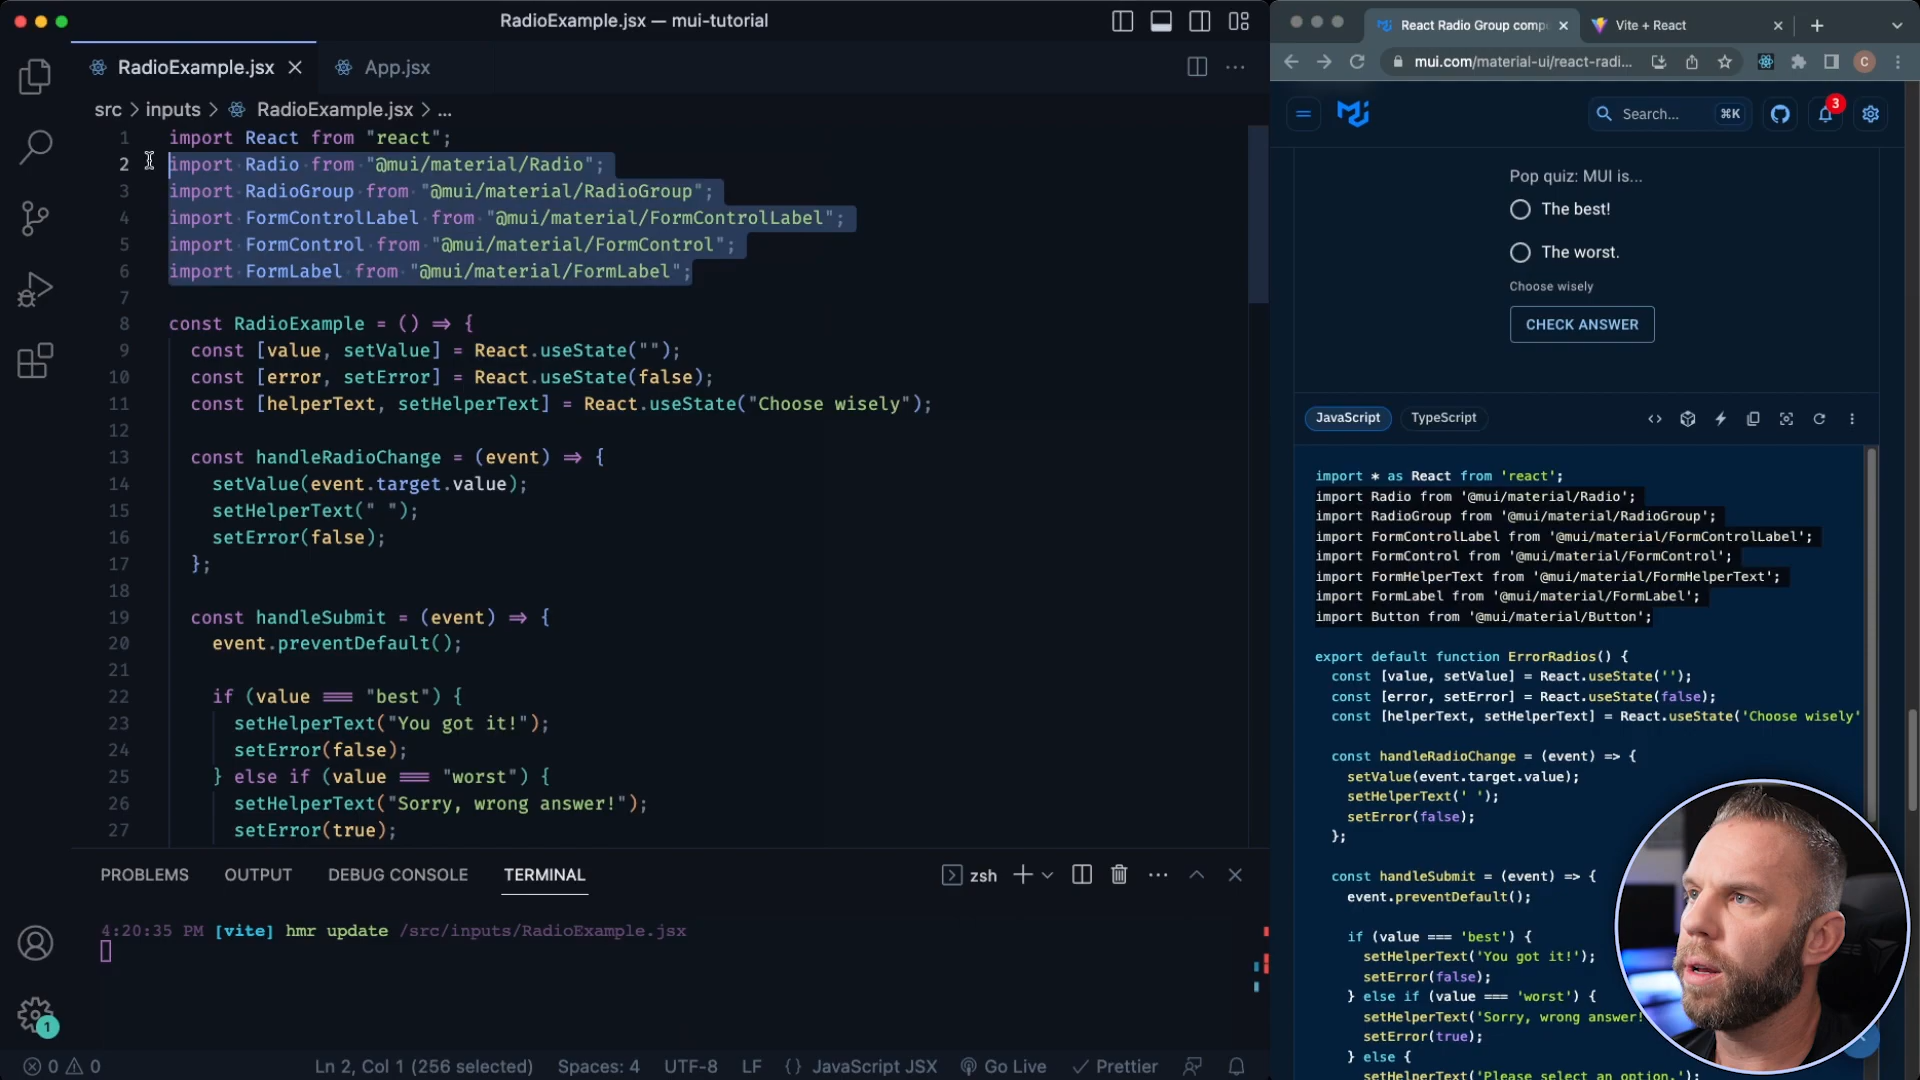 RadioExample.jsx — mui-tutorial
RadioExample.jsx
App.jsx
src > inputs > RadioExample.jsx > ...
1 import React from "react";
2 import Radio from "@mui/material/Radio";
3 import RadioGroup from "@mui/material/RadioGroup";
4 import FormControlLabel from "@mui/material/FormControlLabel";
5 import FormControl from "@mui/material/FormControl";
6 import FormLabel from "@mui/material/FormLabel";
7
8 const RadioExample = () => {
9 const [value, setValue] = React.useState("");
10 const [error, setError] = React.useState(false);
11 const [helperText, setHelperText] = React.useState("Choose wisely");
12
13 const handleRadioChange = (event) => {
14 setValue(event.target.value);
15 setHelperText(" ");
16 setError(false);
17 };
18
19 const handleSubmit = (event) => {
20 event.preventDefault();
21
22 if (value === "best") {
23 setHelperText("You got it!");
24 setError(false);
25 } else if (value === "worst") {
26 setHelperText("Sorry, wrong answer!");
27 setError(true);
PROBLEMS OUTPUT DEBUG CONSOLE TERMINAL
zsh
4:20:35 PM [vite] hmr update /src/inputs/RadioExample.jsx
1
0 0
Ln 2, Col 1 (256 selected) Spaces: 4 UTF-8 LF {} JavaScript JSX Go Live Prettier
React Radio Group comp
Vite + React
mui.com/material-ui/react-radi...
C
Search... ⌘K
3
Pop quiz: MUI is...
The best!
The worst.
Choose wisely
CHECK ANSWER
JavaScript TypeScript
import * as React from 'react';
import Radio from '@mui/material/Radio';
import RadioGroup from '@mui/material/RadioGroup';
import FormControlLabel from '@mui/material/FormControlLabel';
import FormControl from '@mui/material/FormControl';
import FormHelperText from '@mui/material/FormHelperText';
import FormLabel from '@mui/material/FormLabel';
import Button from '@mui/material/Button';
export default function ErrorRadios() {
const [value, setValue] = React.useState('');
const [error, setError] = React.useState(false);
const [helperText, setHelperText] = React.useState('Choose wisely'
const handleRadioChange = (event) => {
setValue(event.target.value);
setHelperText(' ');
setError(false);
};
const handleSubmit = (event) => {
event.preventDefault();
if (value === 'best') {
setHelperText('You got it!');
setError(false);
} else if (value === 'worst') {
setHelperText('Sorry, wrong answer!
setError(true);
} else {
setHelperText('Please select an option.');